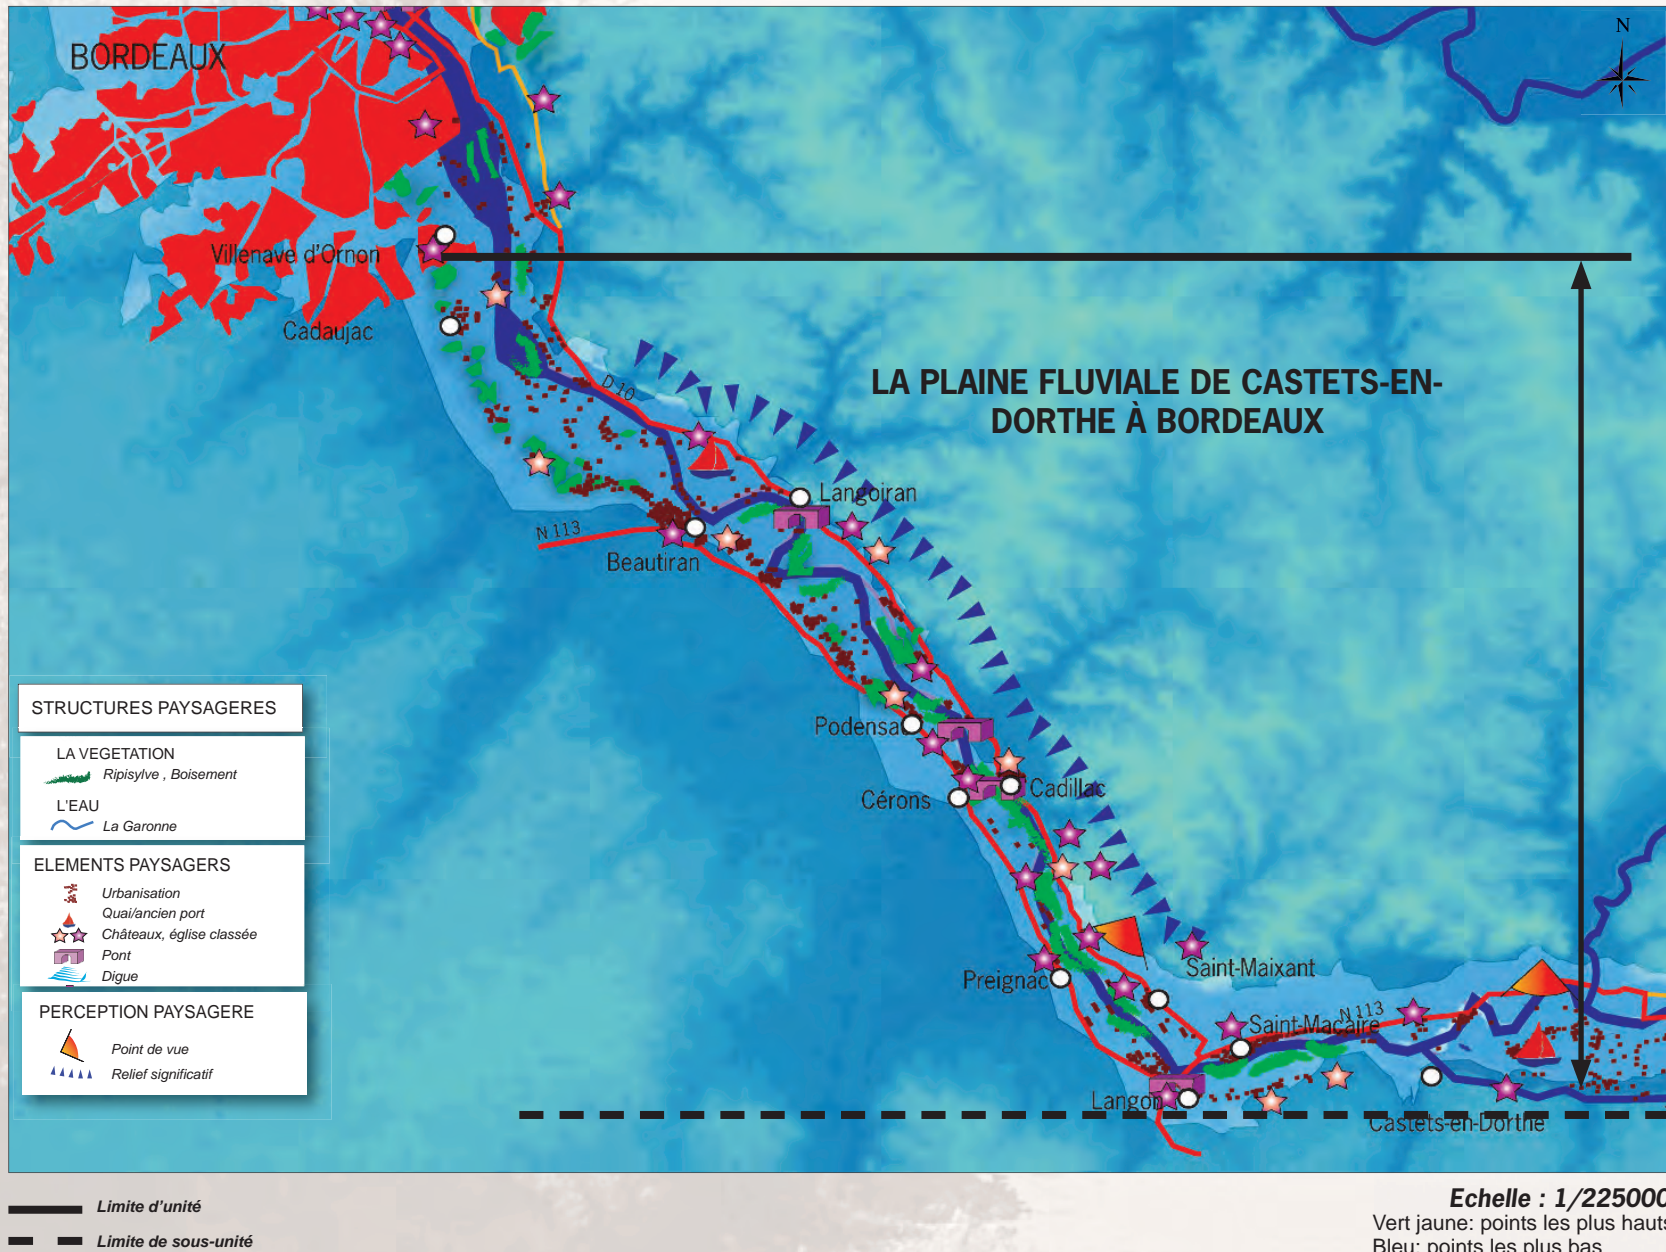 BORDEAUX
N
Villenave d'Ornon
Cadaujac
D 10
LA PLAINE FLUVIALE DE CASTETS-EN-
DORTHE À BORDEAUX
Langoiran
N 113
Beautiran
Podensac
Cadillac
Cérons
Saint-Maixant
Preignac
N 113
Saint-Macaire
Langon
Castets-en-Dorthe
STRUCTURES PAYSAGERES
LA VEGETATION
Ripisylve , Boisement
L'EAU
La Garonne
ELEMENTS PAYSAGERS
Urbanisation
Quai/ancien port
Châteaux, église classée
Pont
Digue
PERCEPTION PAYSAGERE
Point de vue
Relief significatif
Limite d'unité
Limite de sous-unité
Echelle : 1/225000
Vert jaune: points les plus hauts
Bleu: points les plus bas